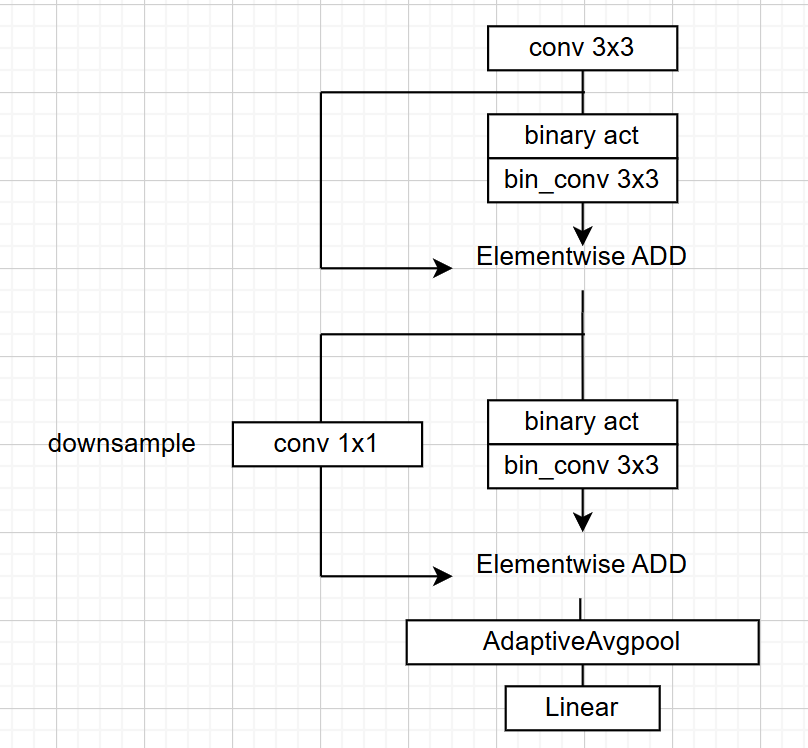 conv 3x3
binary act
bin_conv 3x3
Elementwise ADD
binary act
downsample
conv 1x1
bin_conv 3x3
Elementwise ADD
AdaptiveAvgpool
Linear